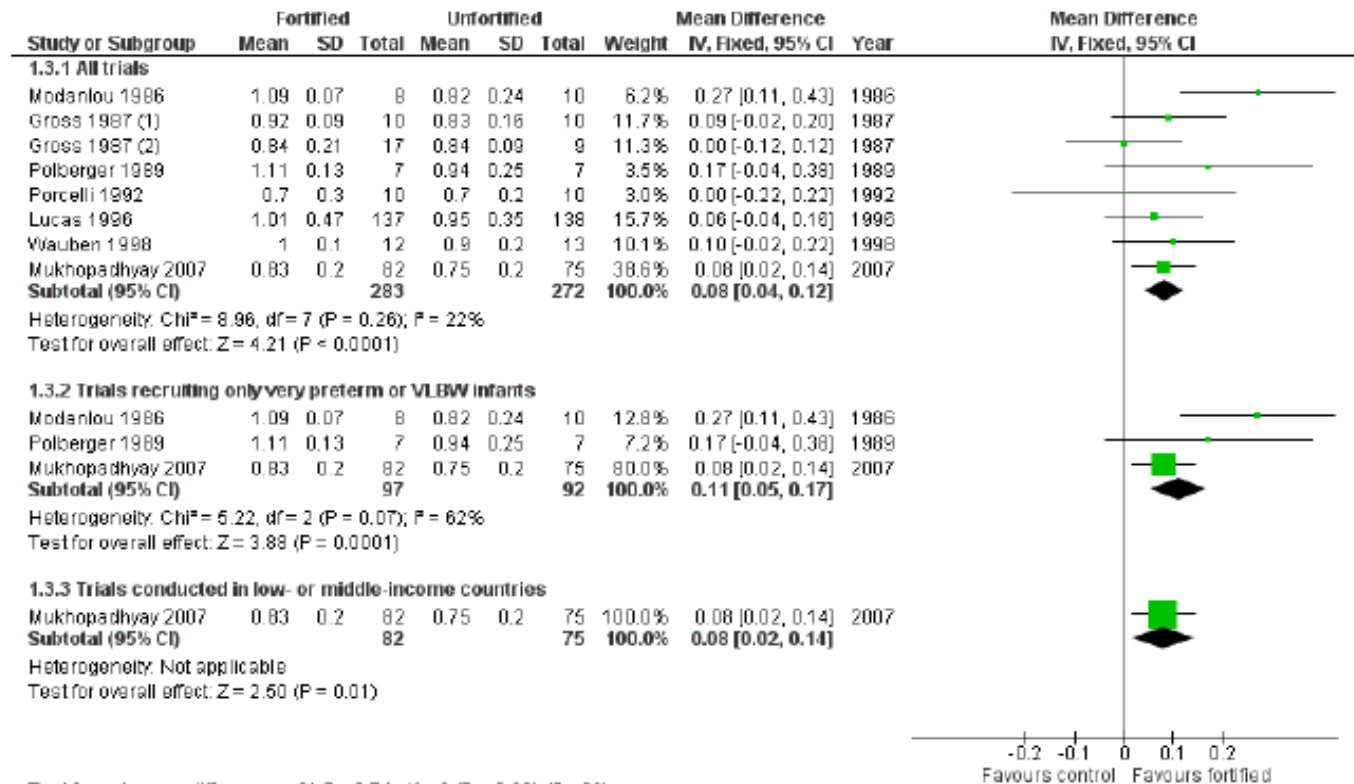 Fortified Unfortified Mean Difference Mean Difference
Study or Subgroup Mean SD Total Mean SD Total Weight IV, Fixed, 95% CI Year IV, Fixed, 95% CI
1.3.1 All trials
Modanlou 1986 1.09 0.07 8 0.82 0.24 10 6.2% 0.27 [0.11, 0.43] 1986
Gross 1987 (1) 0.92 0.09 10 0.83 0.16 10 11.7% 0.09 [-0.02, 0.20] 1987
Gross 1987 (2) 0.84 0.21 17 0.84 0.09 9 11.3% 0.00 [-0.12, 0.12] 1987
Polberger 1989 1.11 0.13 7 0.94 0.25 7 3.5% 0.17 [-0.04, 0.38] 1989
Porcelli 1992 0.7 0.3 10 0.7 0.2 10 3.0% 0.00 [-0.22, 0.22] 1992
Lucas 1996 1.01 0.47 137 0.95 0.35 138 15.7% 0.06 [-0.04, 0.16] 1996
Wauben 1998 1 0.1 12 0.9 0.2 13 10.1% 0.10 [-0.02, 0.22] 1998
Mukhopadhyay 2007 0.83 0.2 82 0.75 0.2 75 38.6% 0.08 [0.02, 0.14] 2007
Subtotal (95% CI) 283 272 100.0% 0.08 [0.04, 0.12]
Heterogeneity: Chi² = 8.96, df = 7 (P = 0.26); I² = 22%
Test for overall effect: Z = 4.21 (P < 0.0001)
1.3.2 Trials recruiting only very preterm or VLBW infants
Modanlou 1986 1.09 0.07 8 0.82 0.24 10 12.8% 0.27 [0.11, 0.43] 1986
Polberger 1989 1.11 0.13 7 0.94 0.25 7 7.2% 0.17 [-0.04, 0.38] 1989
Mukhopadhyay 2007 0.83 0.2 82 0.75 0.2 75 80.0% 0.08 [0.02, 0.14] 2007
Subtotal (95% CI) 97 92 100.0% 0.11 [0.05, 0.17]
Heterogeneity: Chi² = 5.22, df = 2 (P = 0.07); I² = 62%
Test for overall effect: Z = 3.88 (P = 0.0001)
1.3.3 Trials conducted in low- or middle-income countries
Mukhopadhyay 2007 0.83 0.2 82 0.75 0.2 75 100.0% 0.08 [0.02, 0.14] 2007
Subtotal (95% CI) 82 75 100.0% 0.08 [0.02, 0.14]
Heterogeneity: Not applicable
Test for overall effect: Z = 2.50 (P = 0.01)
-0.2 -0.1 0 0.1 0.2
Favours control Favours fortified